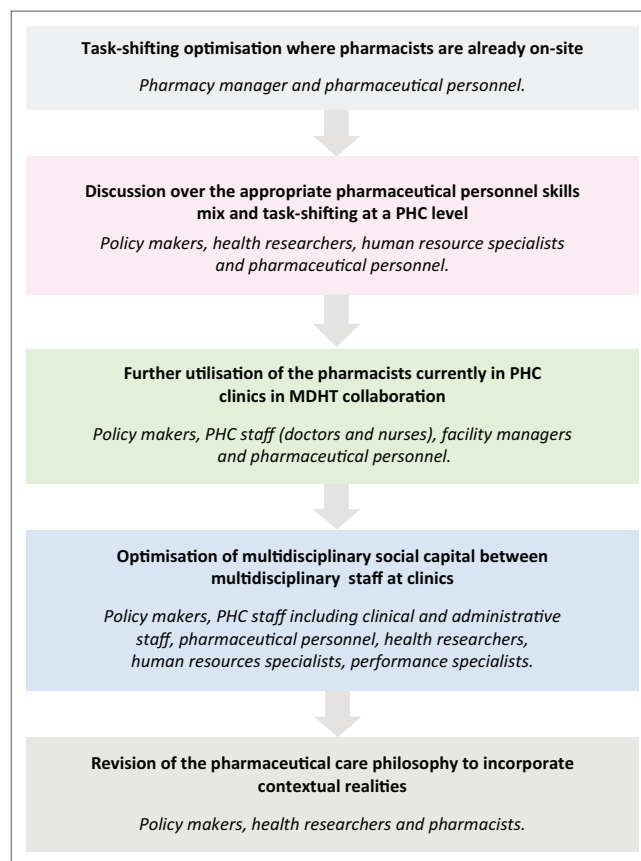 Task-shifting optimisation where pharmacists are already on-site
Pharmacy manager and pharmaceutical personnel.
Discussion over the appropriate pharmaceutical personnel skills
mix and task-shifting at a PHC level
Policy makers, health researchers, human resource specialists
and pharmaceutical personnel.
Further utilisation of the pharmacists currently in PHC
clinics in MDHT collaboration
Policy makers, PHC staff (doctors and nurses), facility managers
and pharmaceutical personnel.
Optimisation of multidisciplinary social capital between
multidisciplinary staff at clinics
Policy makers, PHC staff including clinical and administrative
staff, pharmaceutical personnel, health researchers,
human resources specialists, performance specialists.
Revision of the pharmaceutical care philosophy to incorporate
contextual realities
Policy makers, health researchers and pharmacists.